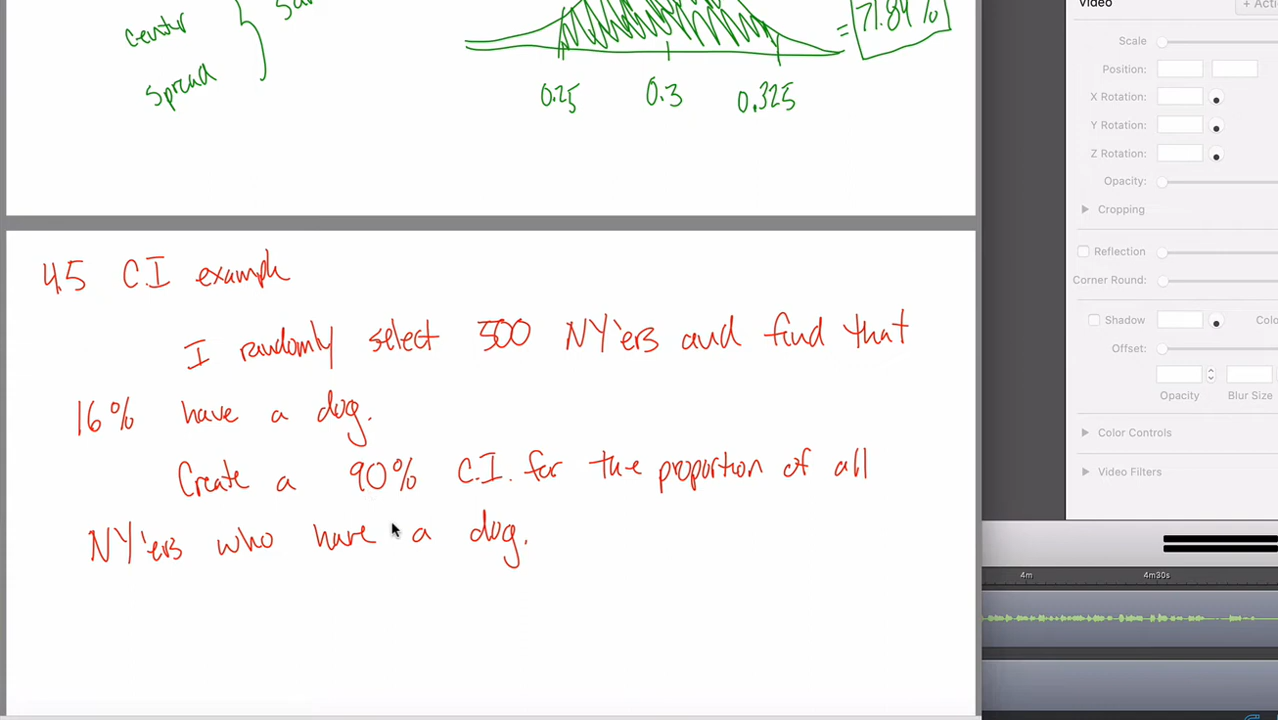 Center
Spread
= 71.84%
0.25 0.3 0.325
4.5 C.I example
I randomly select 500 NY'ers and find that
16% have a dog.
Create a 90% C.I. for the proportion of all
NY'ers who have a dog.
Video
Scale
Position:
X Rotation:
Y Rotation:
Z Rotation:
Opacity:
Cropping
Reflection
Corner Round:
Shadow
Offset:
Opacity Blur Size
Color Controls
Video Filters
4m 4m30s